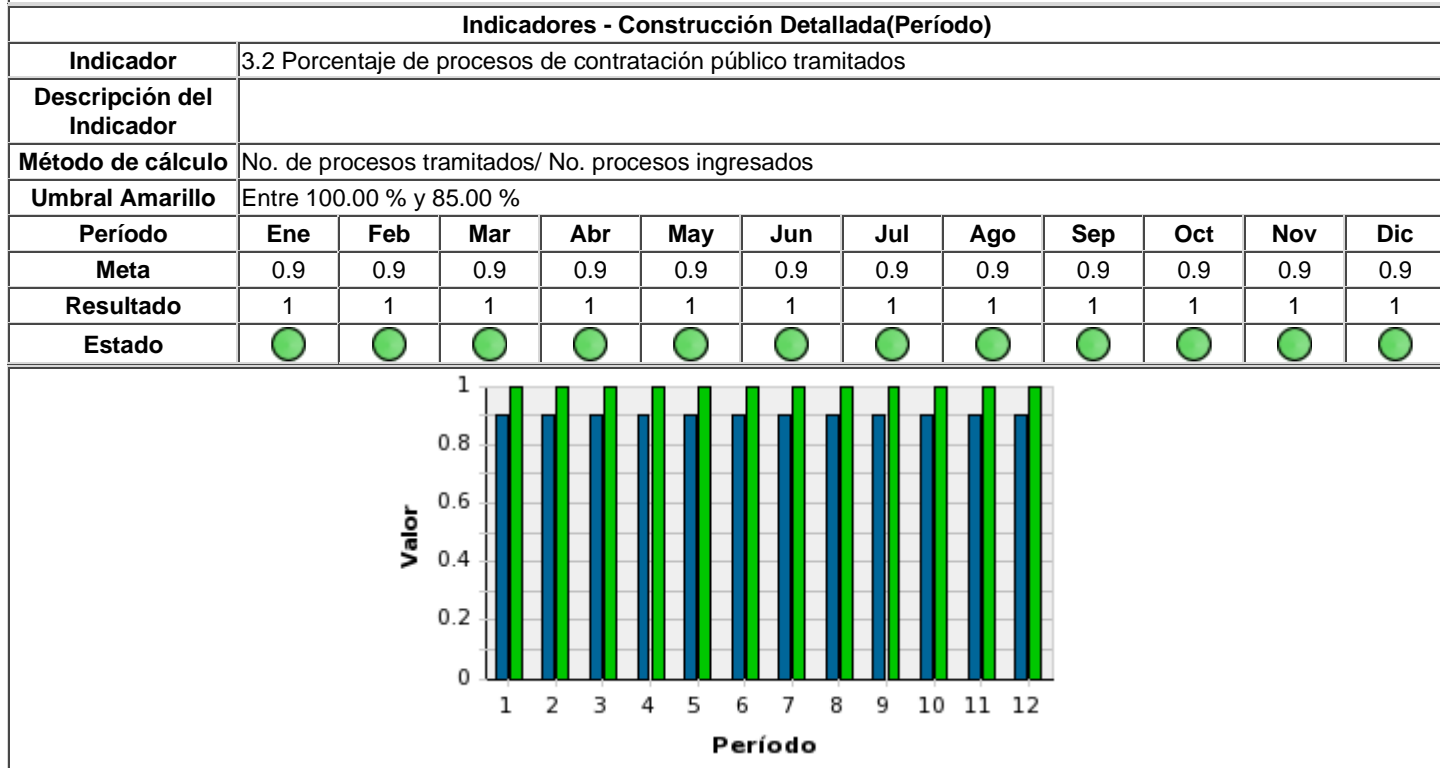 Indicadores - Construcción Detallada(Período)
Indicador 3.2 Porcentaje de procesos de contratación público tramitados
Descripción del
Indicador
Método de cálculo No. de procesos tramitados/ No. procesos ingresados
Umbral Amarillo Entre 100.00 % y 85.00 %
Período Ene Feb Mar Abr May Jun Jul Ago Sep Oct Nov Dic
Meta 0.9 0.9 0.9 0.9 0.9 0.9 0.9 0.9 0.9 0.9 0.9 0.9
Resultado 1 1 1 1 1 1 1 1 1 1 1 1
Estado
1
0.8
0.6
0.4
0.2
0
Valor
1 2 3 4 5 6 7 8 9 10 11 12
Período